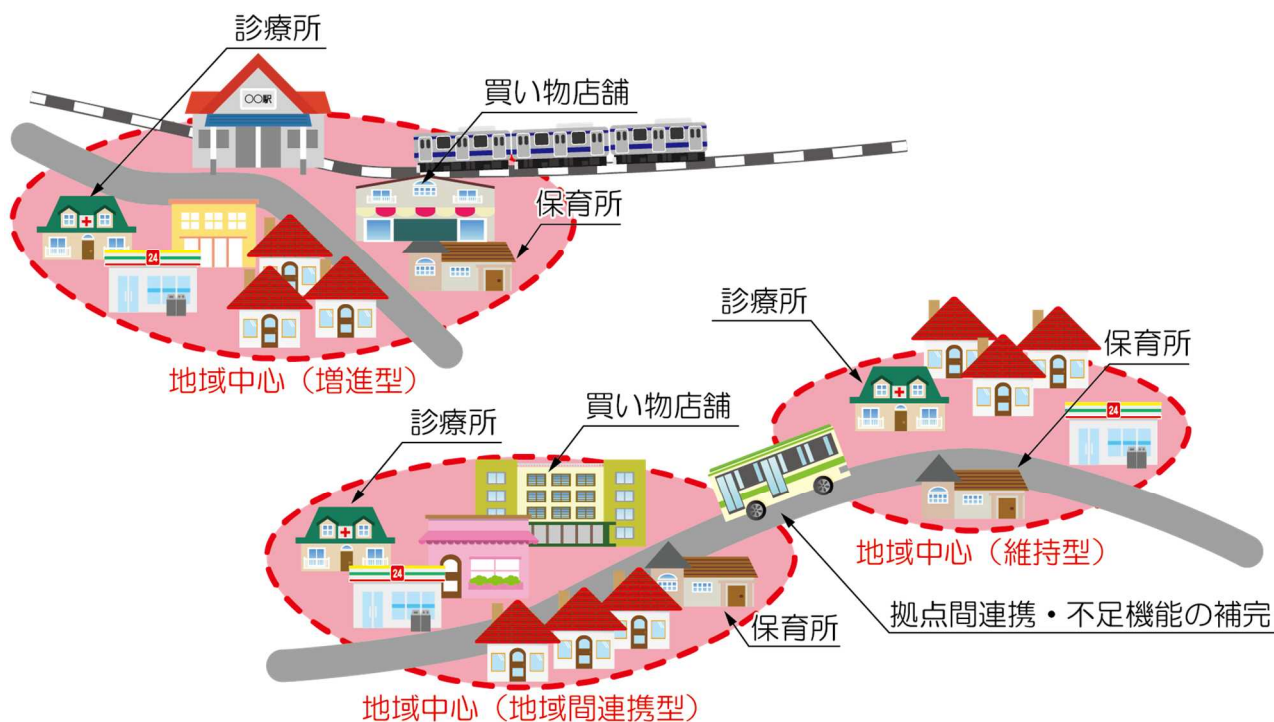 診療所
〇〇駅
買い物店舗
保育所
24
地域中心（増進型）
診療所
保育所
24
地域中心（維持型）
診療所
買い物店舗
24
保育所
拠点間連携・不足機能の補完
地域中心（地域間連携型）